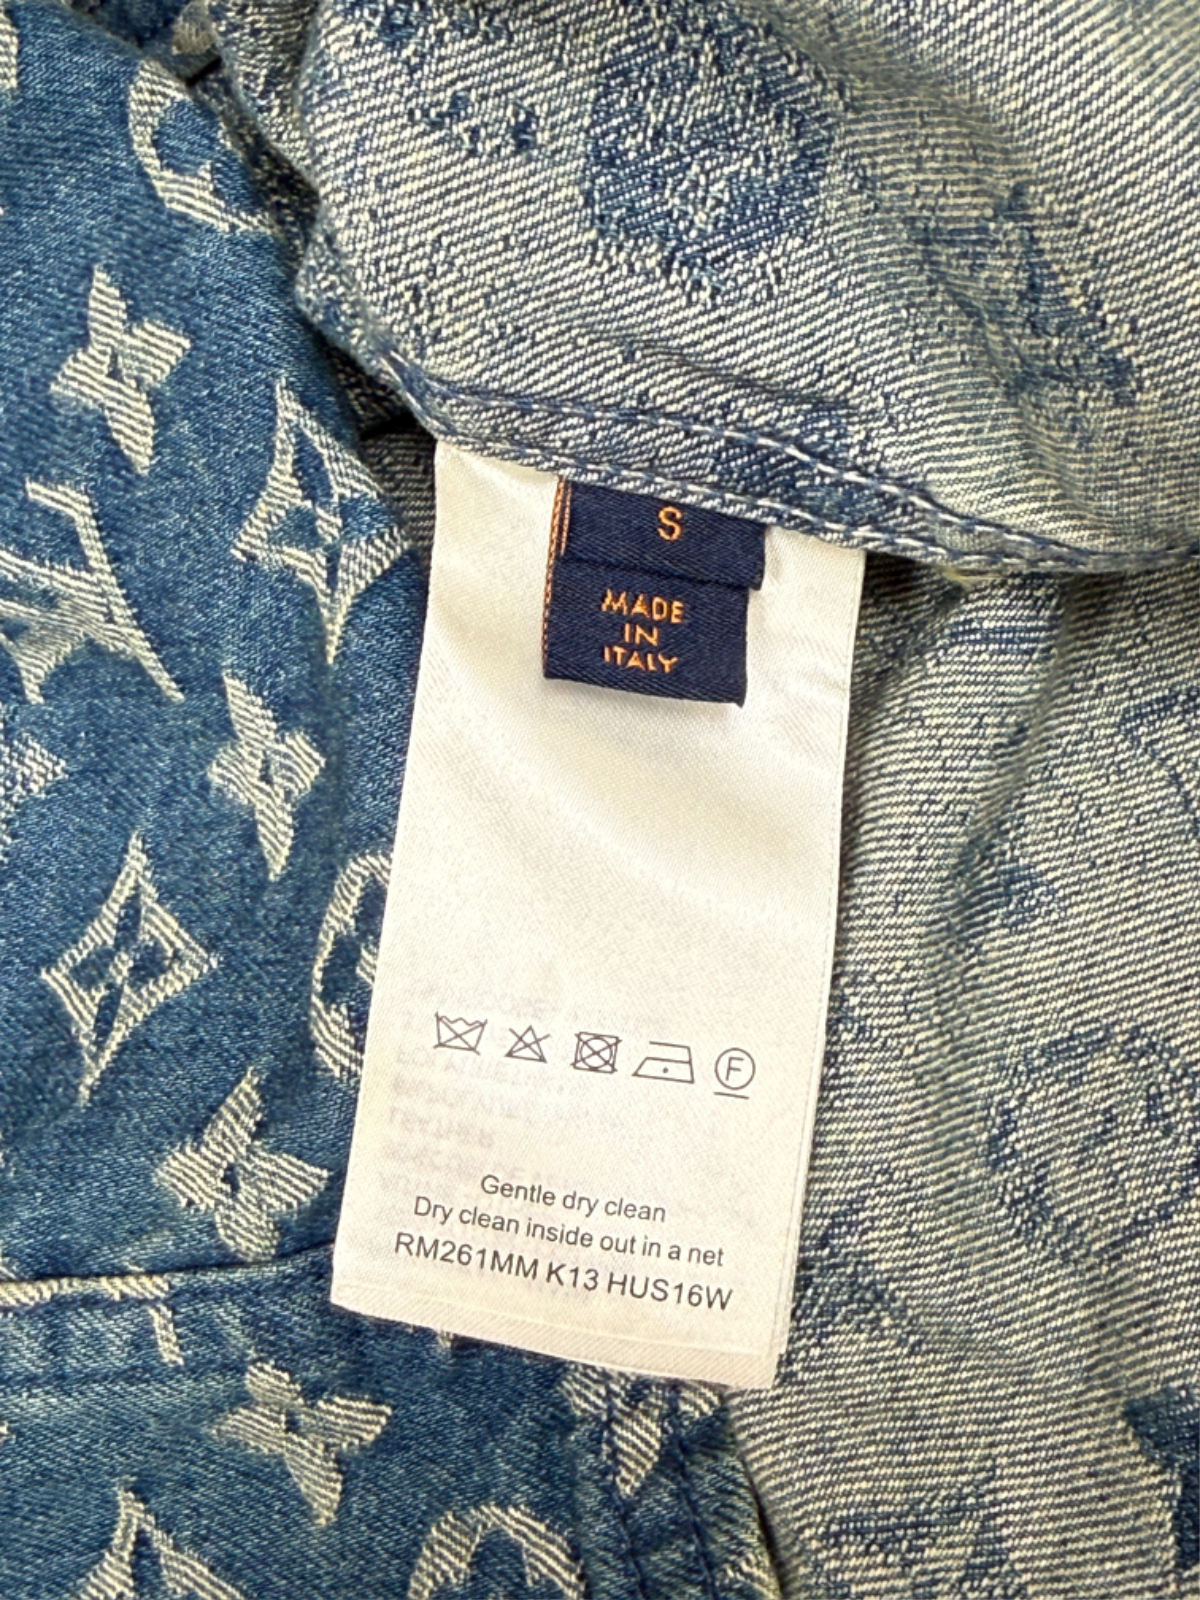 S
MADE
IN
ITALY
F
Gentle dry clean
Dry clean inside out in a net
RM261MM K13 HUS16W